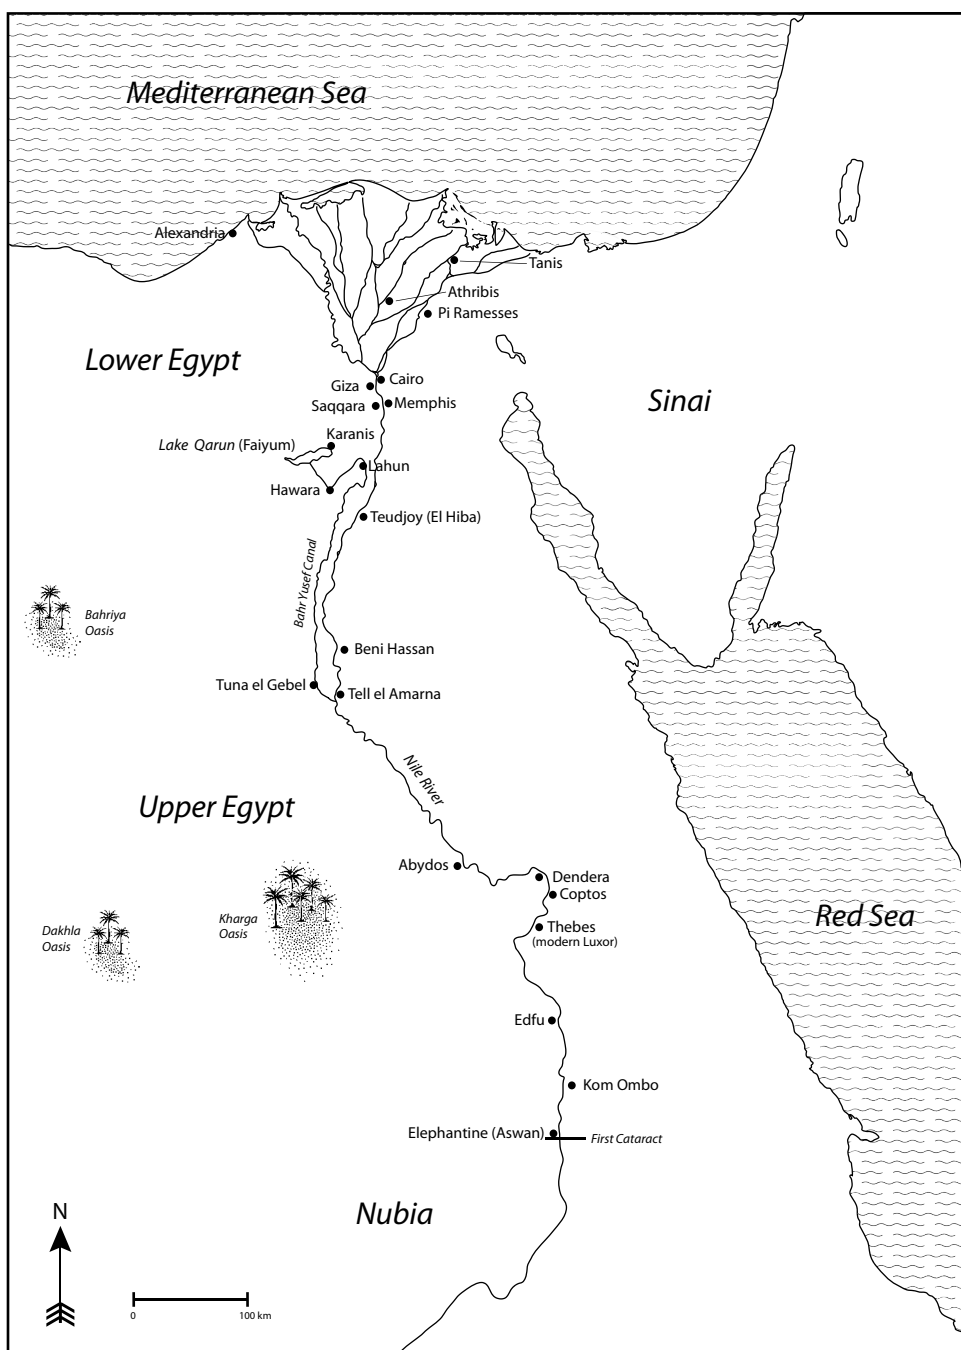 Mediterranean Sea
Alexandria
Tanis
Athribis
Pi Ramesses
Lower Egypt
Cairo
Giza
Sinai
Saqqara
Memphis
Karanis
Lake Qarun (Faiyum)
Lahun
Hawara
Teudjoy (El Hiba)
Bahr Yusef Canal
Bahriya
Oasis
Beni Hassan
Tuna el Gebel
Tell el Amarna
Nile River
Upper Egypt
Abydos
Dendera
Coptos
Kharga
Oasis
Red Sea
Dakhla
Oasis
Thebes
(modern Luxor)
Edfu
Kom Ombo
Elephantine (Aswan)
First Cataract
Nubia
N
0
100 km